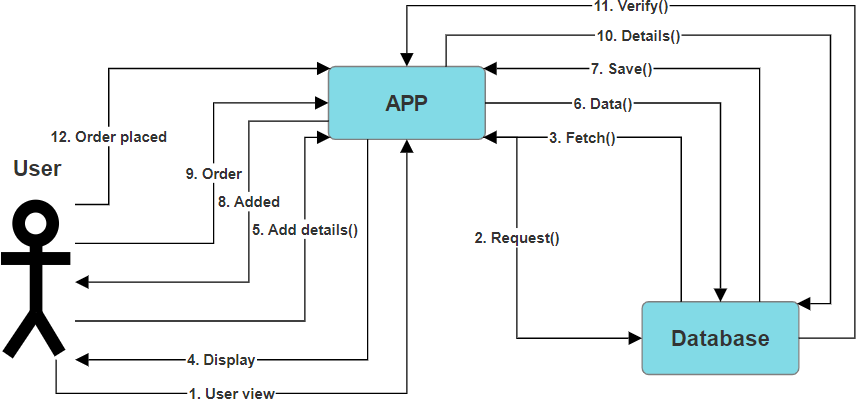 11. Verify()
10. Details()
7. Save()
APP
6. Data()
12. Order placed
3. Fetch()
User
9. Order
8. Added
5. Add details()
2. Request()
Database
4. Display
1. User view